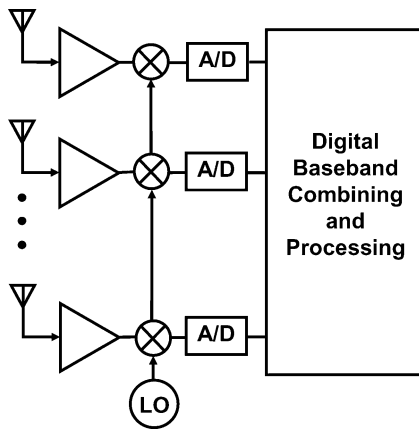 A/D
A/D
A/D
Digital
Baseband
Combining
and
Processing
LO